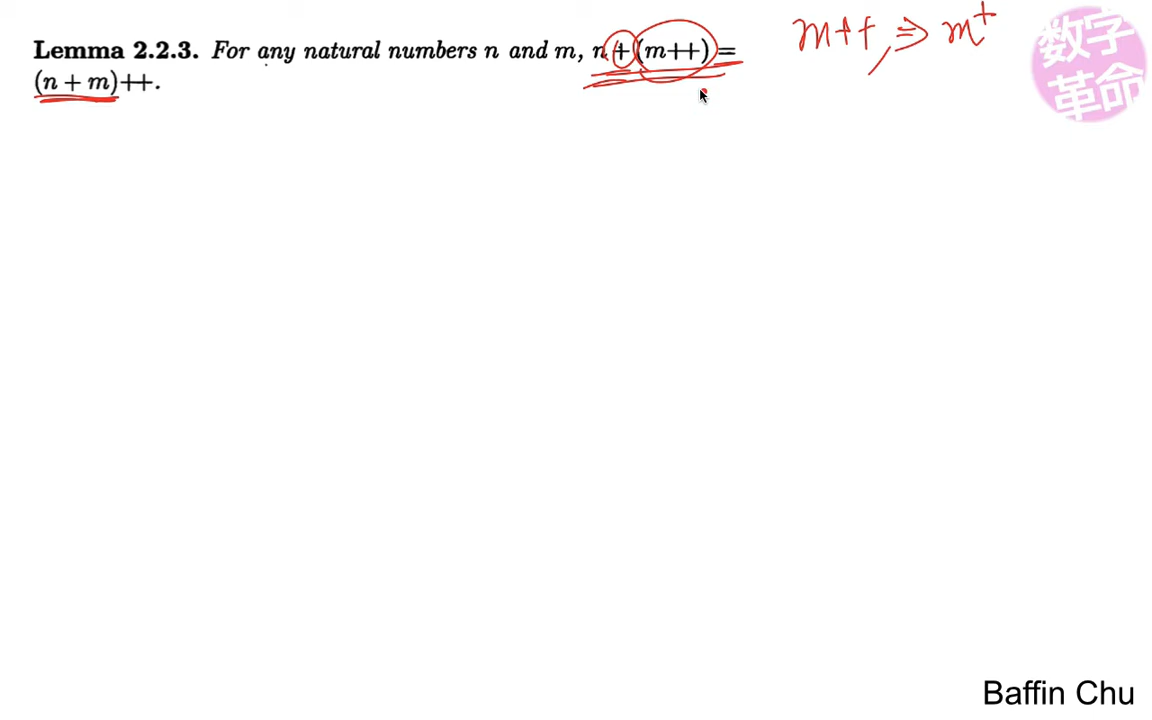 Lemma 2.2.3. For any natural numbers n and m, n + (m++) =
(n + m)++.
m++ ⇒ m⁺
数字
革命
Baffin Chu